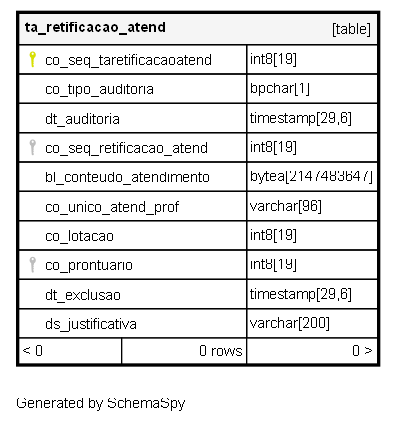 ta_retificacao_atend [table]
co_seq_taretificacaoatend int8[19]
co_tipo_auditoria bpchar[1]
dt_auditoria timestamp[29,6]
co_seq_retificacao_atend int8[19]
bl_conteudo_atendimento bytea[2147483647]
co_unico_atend_prof varchar[96]
co_lotacao int8[19]
co_prontuario int8[19]
dt_exclusao timestamp[29,6]
ds_justificativa varchar[200]
< 0 0 rows 0 >
Generated by SchemaSpy